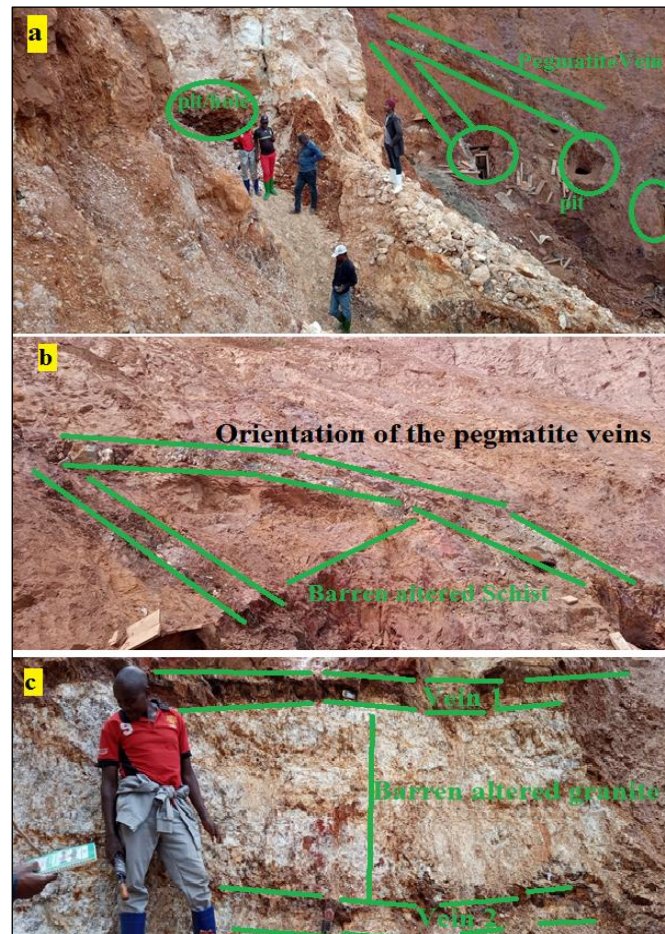 a
PegmatiteVein
pit/hole
pit
b
Orientation of the pegmatite veins
Barren altered Schist
c
Vein 1
Barren altered granite
Vein 2